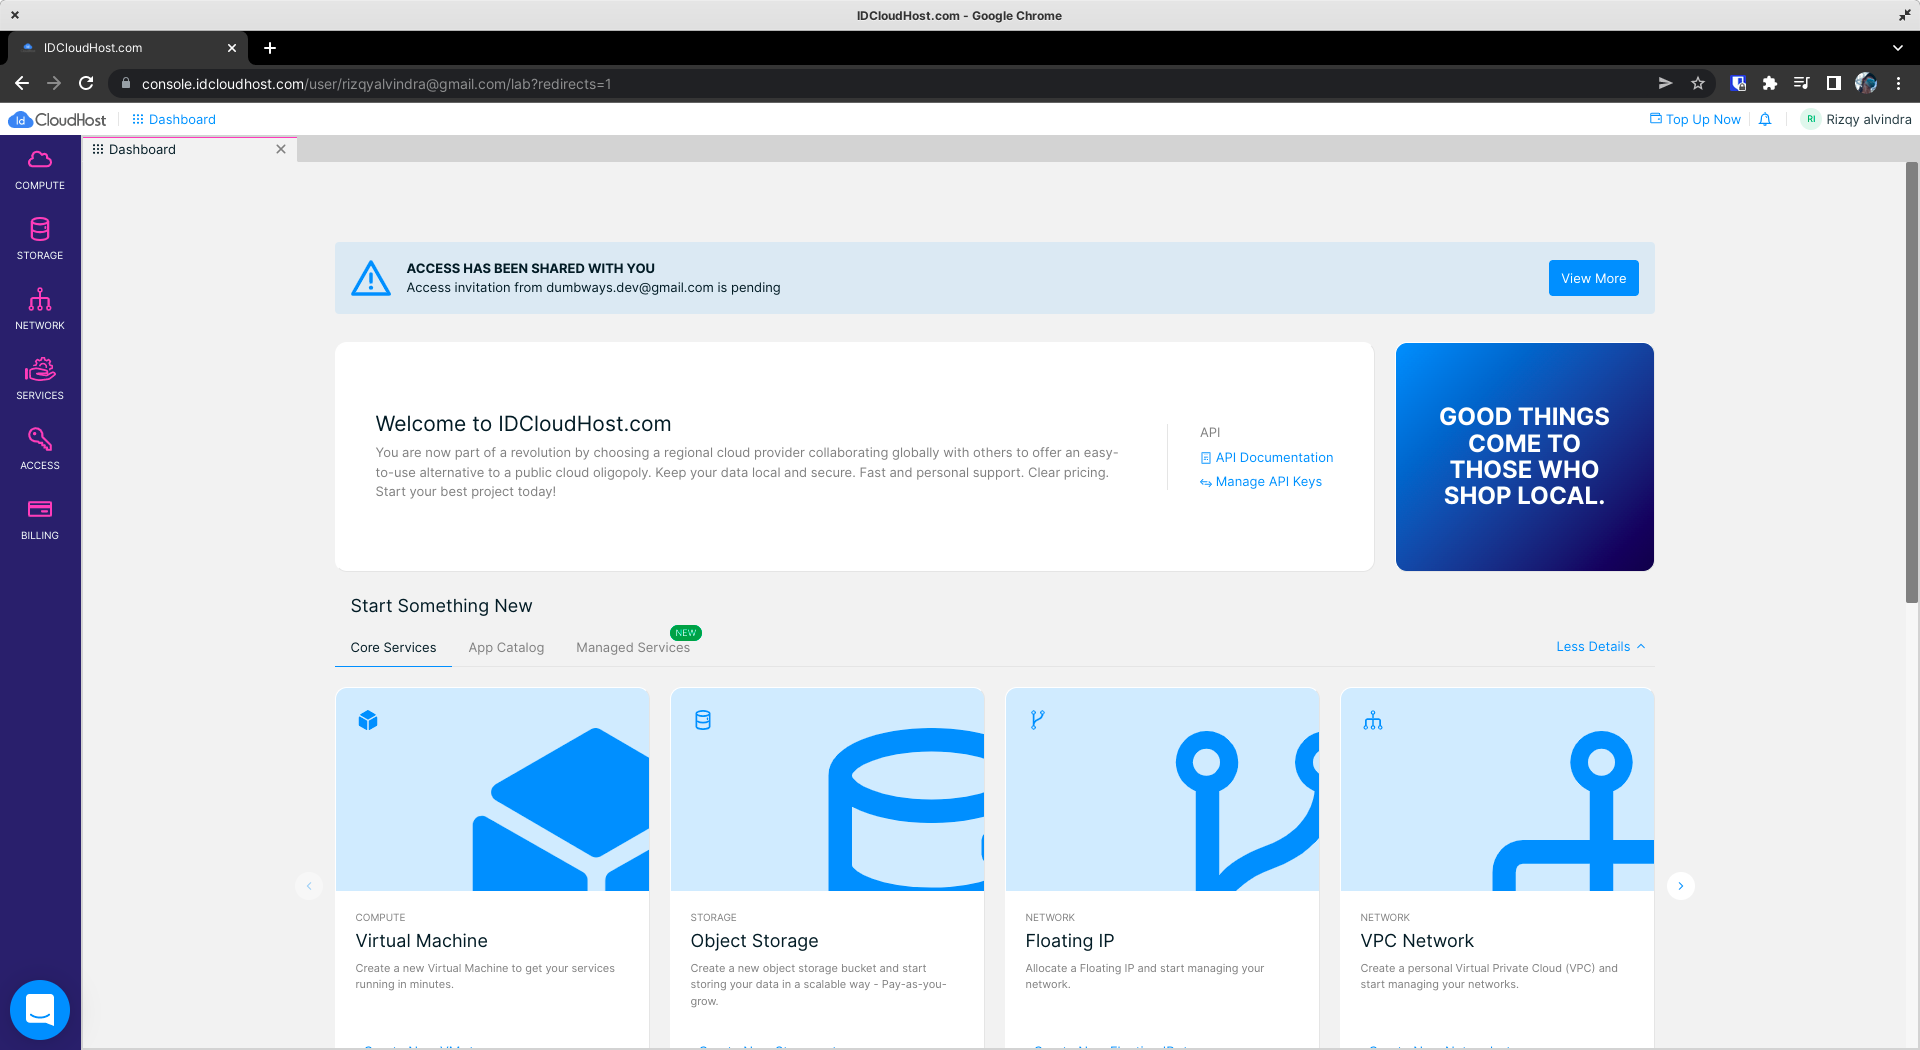 IDCloudHost.com - Google Chrome
IDCloudHost.com
console.idcloudhost.com/user/rizqyalvindra@gmail.com/lab?redirects=1
Id CloudHost
Dashboard
Top Up Now
RI
Rizqy alvindra
Dashboard
COMPUTE
STORAGE
NETWORK
SERVICES
ACCESS
BILLING
ACCESS HAS BEEN SHARED WITH YOU
Access invitation from dumbways.dev@gmail.com is pending
View More
Welcome to IDCloudHost.com
You are now part of a revolution by choosing a regional cloud provider collaborating globally with others to offer an easy-
to-use alternative to a public cloud oligopoly. Keep your data local and secure. Fast and personal support. Clear pricing.
Start your best project today!
API
API Documentation
Manage API Keys
GOOD THINGS
COME TO
THOSE WHO
SHOP LOCAL.
Start Something New
Core Services
App Catalog
Managed Services
NEW
Less Details
COMPUTE
Virtual Machine
Create a new Virtual Machine to get your services
running in minutes.
STORAGE
Object Storage
Create a new object storage bucket and start
storing your data in a scalable way - Pay-as-you-
grow.
NETWORK
Floating IP
Allocate a Floating IP and start managing your
network.
NETWORK
VPC Network
Create a personal Virtual Private Cloud (VPC) and
start managing your networks.